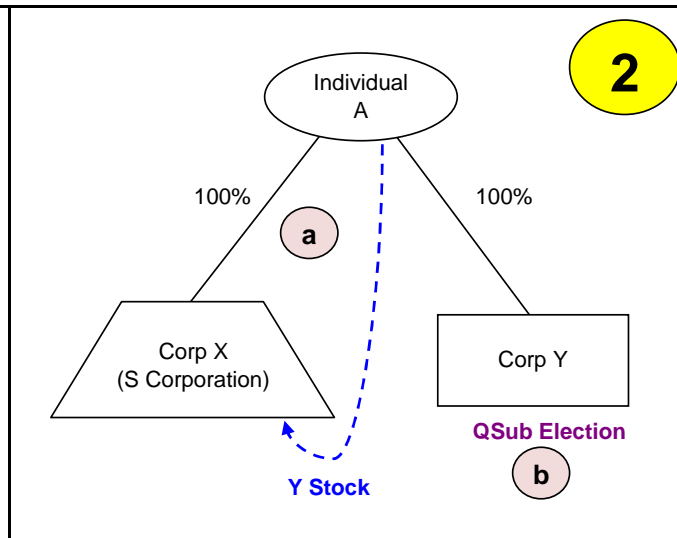 2
Individual
A
100%
100%
a
Corp X
(S Corporation)
Corp Y
QSub Election
Y Stock
b